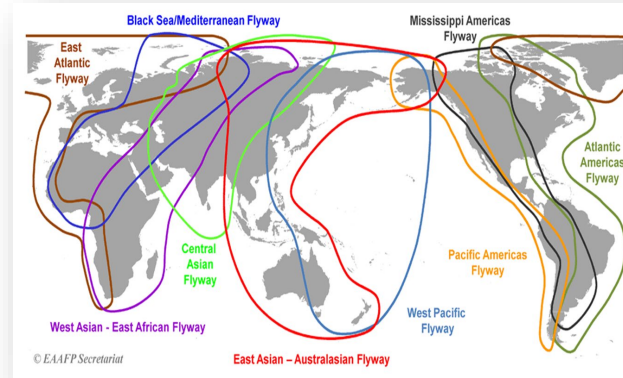 Black Sea/Mediterranean Flyway
Mississippi Americas
Flyway
East
Atlantic
Flyway
Atlantic
Americas
Flyway
Central
Asian
Flyway
Pacific Americas
Flyway
West Pacific
Flyway
West Asian - East African Flyway
East Asian – Australasian Flyway
© EAAFP Secretariat